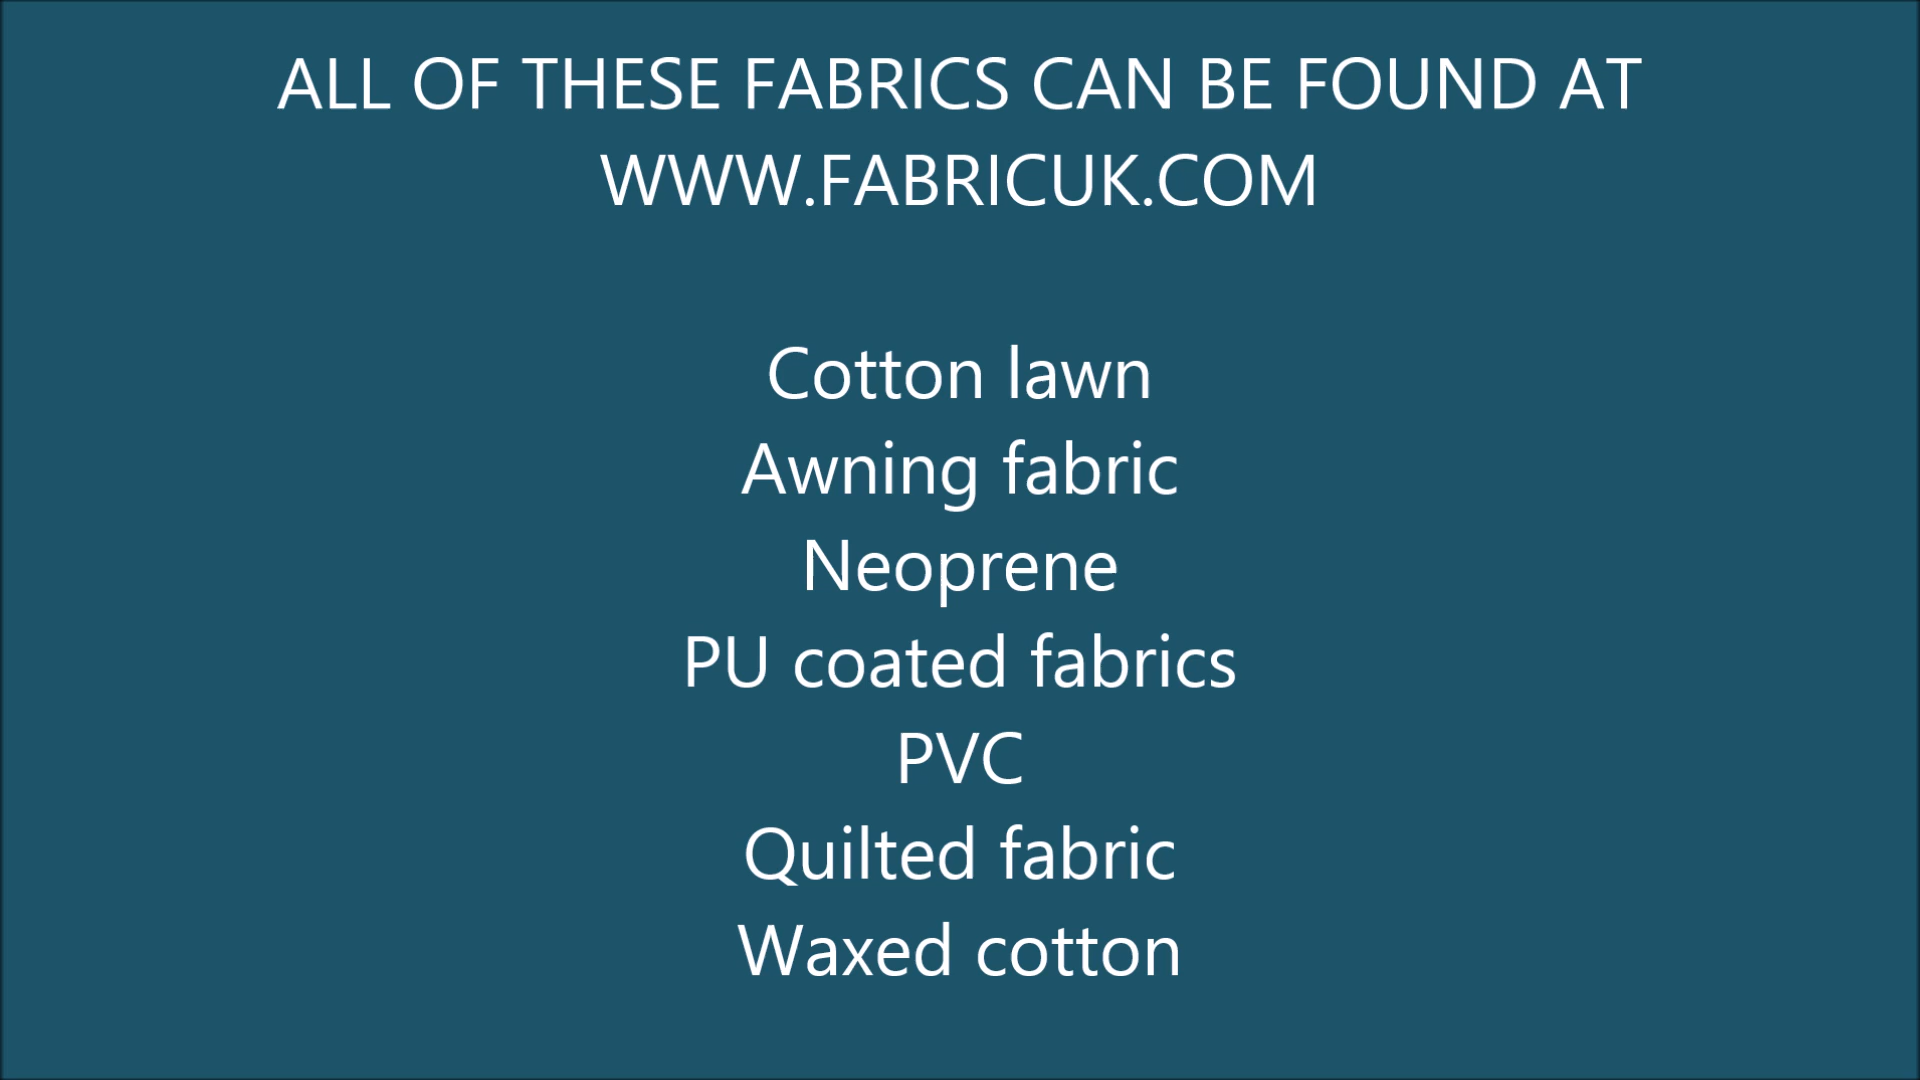 ALL OF THESE FABRICS CAN BE FOUND AT
WWW.FABRICUK.COM
Cotton lawn
Awning fabric
Neoprene
PU coated fabrics
PVC
Quilted fabric
Waxed cotton